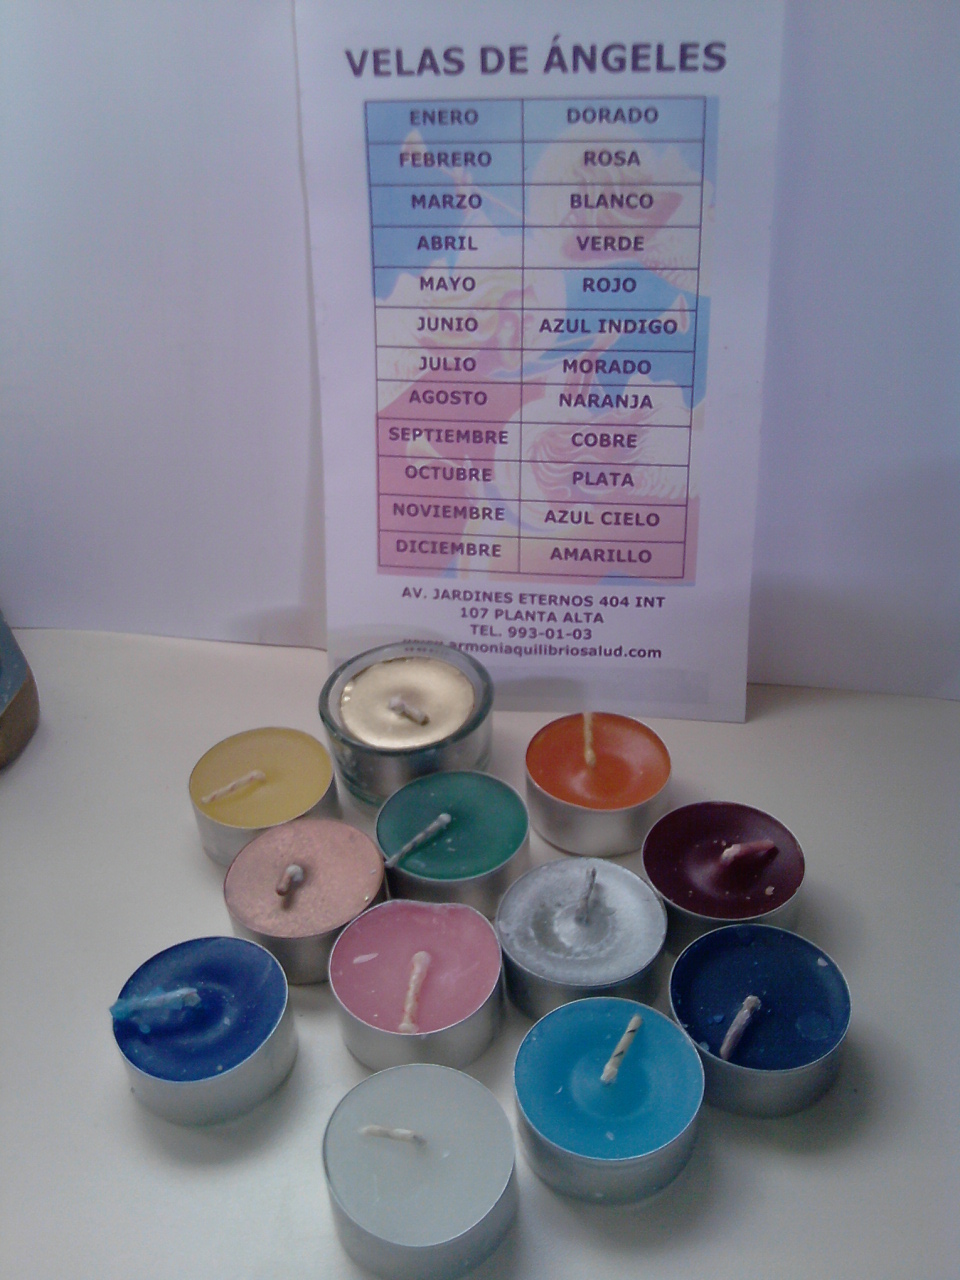 VELAS DE ÁNGELES
ENERO DORADO
FEBRERO ROSA
MARZO BLANCO
ABRIL VERDE
MAYO ROJO
JUNIO AZUL INDIGO
JULIO MORADO
AGOSTO NARANJA
SEPTIEMBRE COBRE
OCTUBRE PLATA
NOVIEMBRE AZUL CIELO
DICIEMBRE AMARILLO
AV. JARDINES ETERNOS 404 INT
107 PLANTA ALTA
TEL. 993-01-03
armoniaquilibriosalud.com